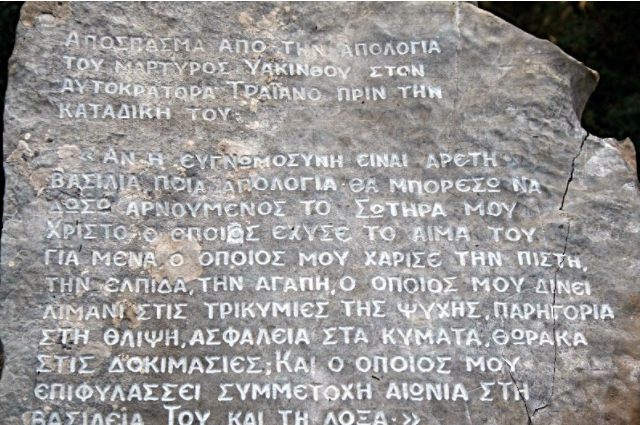 ΑΠΟΣΠΑΣΜΑ ΑΠΟ ΤΗΝ ΑΠΟΛΟΓΙΑ
ΤΟΥ ΜΑΡΤΥΡΟΣ ΥΑΚΙΝΘΟΥ ΣΤΟΝ
ΑΥΤΟΚΡΑΤΟΡΑ ΤΡΑΪΑΝΟ ΠΡΙΝ ΤΗΝ
ΚΑΤΑΔΙΚΗ ΤΟΥ·
«ΑΝ Η ΕΥΓΝΩΜΟΣΥΝΗ ΕΙΝΑΙ ΑΡΕΤΗ
ΒΑΣΙΛΙΑ, ΠΟΙΑ ΑΠΟΛΟΓΙΑ ΘΑ ΜΠΟΡΕΣΩ ΝΑ
ΔΩΣΩ ΑΡΝΟΥΜΕΝΟΣ ΤΟ ΣΩΤΗΡΑ ΜΟΥ
ΧΡΙΣΤΟ·Ο ΟΠΟΙΟΣ ΕΧΥΣΕ ΤΟ ΑΙΜΑ ΤΟΥ
ΓΙΑ ΜΕΝΑ Ο ΟΠΟΙΟΣ ΜΟΥ ΧΑΡΙΣΕ ΤΗΝ ΠΙΣΤΗ,
ΤΗΝ ΕΛΠΙΔΑ, ΤΗΝ ΑΓΑΠΗ, Ο ΟΠΟΙΟΣ ΜΟΥ ΔΙΝΕΙ
ΛΙΜΑΝΙ ΣΤΙΣ ΤΡΙΚΥΜΙΕΣ ΤΗΣ ΨΥΧΗΣ, ΠΑΡΗΓΟΡΙΑ
ΣΤΗ ΘΛΙΨΗ, ΑΣΦΑΛΕΙΑ ΣΤΑ ΚΥΜΑΤΑ, ΘΩΡΑΚΑ
ΣΤΙΣ ΔΟΚΙΜΑΣΙΕΣ; ΚΑΙ Ο ΟΠΟΙΟΣ ΜΟΥ
ΕΠΙΦΥΛΑΣΣΕΙ ΣΥΜΜΕΤΟΧΗ ΑΙΩΝΙΑ ΣΤΗ
ΒΑΣΙΛΕΙΑ ΤΟΥ ΚΑΙ ΤΗ ΔΟΞΑ·»